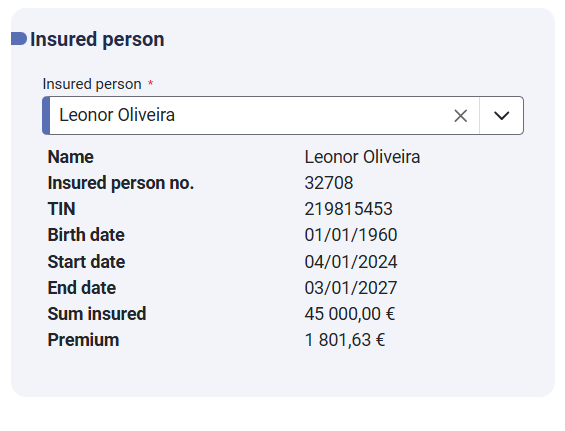 Insured person
Insured person *
Leonor Oliveira
Name Leonor Oliveira
Insured person no. 32708
TIN 219815453
Birth date 01/01/1960
Start date 04/01/2024
End date 03/01/2027
Sum insured 45 000,00 €
Premium 1 801,63 €